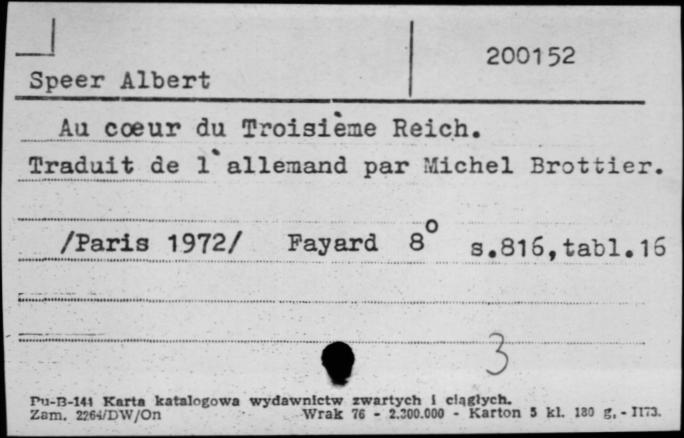 200152
Speer Albert
Au cœur du Troisième Reich.
Traduit de l`allemand par Michel Brottier.
/Paris 1972/ Fayard 8° s.816,tabl.16
3
Pu-B-141 Karta katalogowa wydawnictw zwartych i ciągłych.
Zam. 2264/DW/On Wrak 76 - 2.300.000 - Karton 5 kl. 180 g. - 1173.